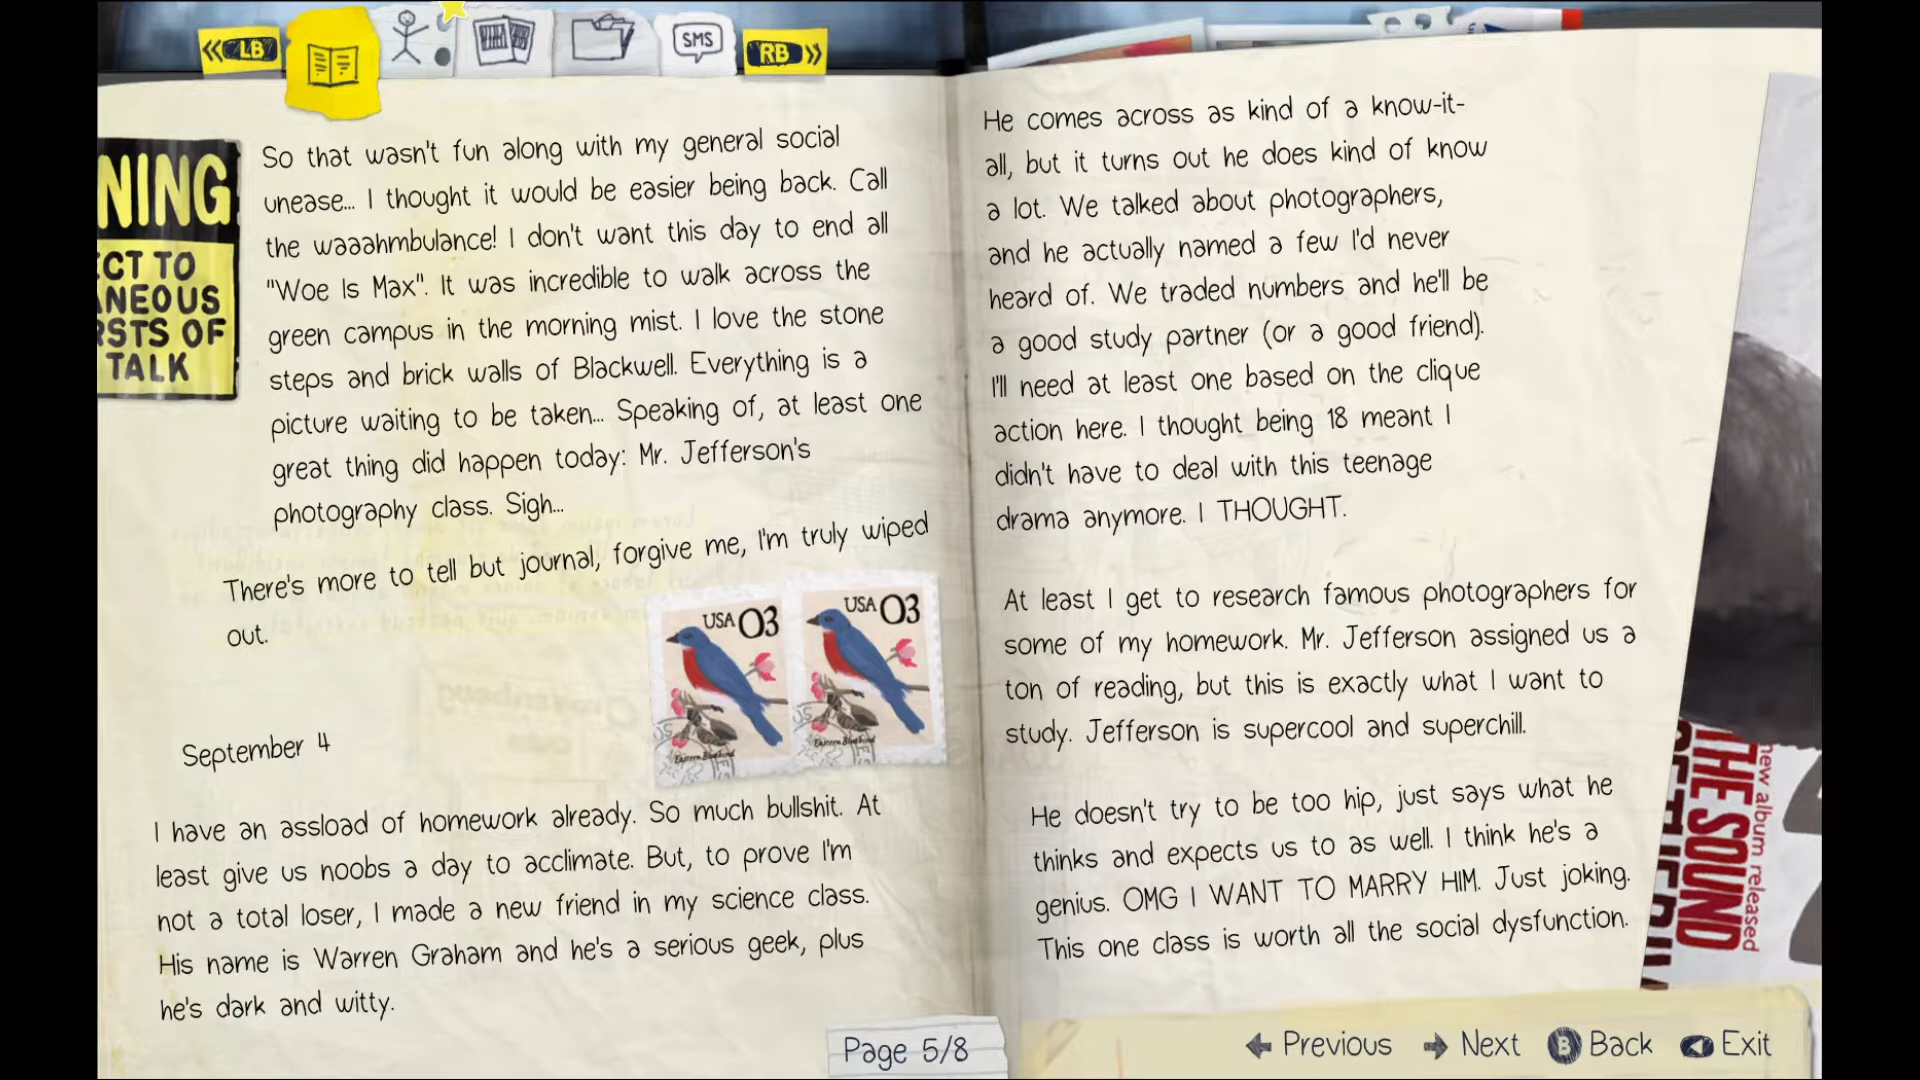 LB
SMS
RB
NING
CT TO
ANEOUS
RSTS OF
TALK
So that wasn't fun along with my general social
unease... I thought it would be easier being back. Call
the waaahmbulance! I don't want this day to end all
"Woe Is Max". It was incredible to walk across the
green campus in the morning mist. I love the stone
steps and brick walls of Blackwell. Everything is a
picture waiting to be taken... Speaking of, at least one
great thing did happen today: Mr. Jefferson's
photography class. Sigh...
There's more to tell but journal, forgive me, I'm truly wiped
out.
USA 03
Eastern Bluebird
USA 03
Eastern Bluebird
September 4
I have an assload of homework already. So much bullshit. At
least give us noobs a day to acclimate. But, to prove I'm
not a total loser, I made a new friend in my science class.
His name is Warren Graham and he's a serious geek, plus
he's dark and witty.
He comes across as kind of a know-it-
all, but it turns out he does kind of know
a lot. We talked about photographers,
and he actually named a few I'd never
heard of. We traded numbers and he'll be
a good study partner (or a good friend).
I'll need at least one based on the clique
action here. I thought being 18 meant I
didn't have to deal with this teenage
drama anymore. I THOUGHT.
At least I get to research famous photographers for
some of my homework. Mr. Jefferson assigned us a
ton of reading, but this is exactly what I want to
study. Jefferson is supercool and superchill.
He doesn't try to be too hip, just says what he
thinks and expects us to as well. I think he's a
genius. OMG I WANT TO MARRY HIM. Just joking.
This one class is worth all the social dysfunction.
new album released
THE SOUND
Page 5/8
Previous
Next
B Back
Exit